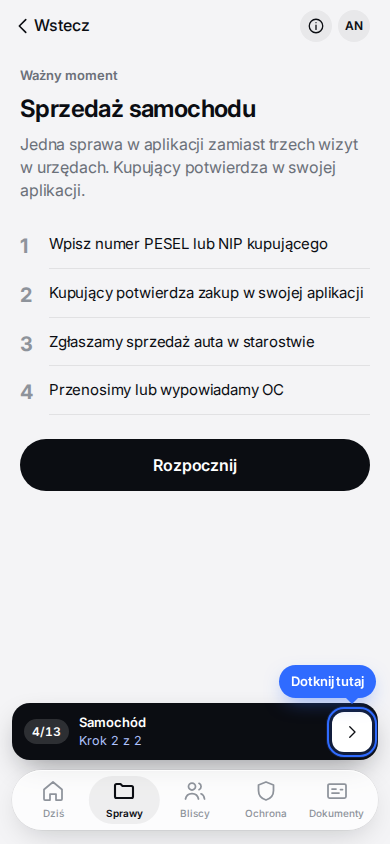 Wstecz
AN
Ważny moment
Sprzedaż samochodu
Jedna sprawa w aplikacji zamiast trzech wizyt
w urzędach. Kupujący potwierdza w swojej
aplikacji.
1 Wpisz numer PESEL lub NIP kupującego
2 Kupujący potwierdza zakup w swojej aplikacji
3 Zgłaszamy sprzedaż auta w starostwie
4 Przenosimy lub wypowiadamy OC
Rozpocznij
Dotknij tutaj
4/13
Samochód
Krok 2 z 2
Dziś
Sprawy
Bliscy
Ochrona
Dokumenty